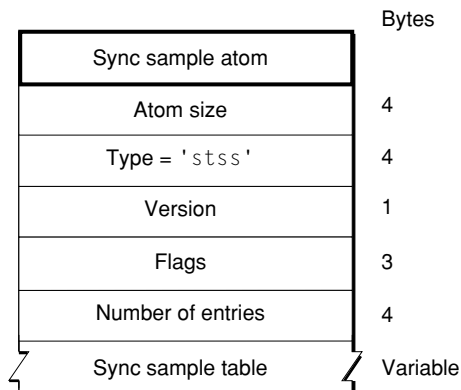 Bytes
Sync sample atom
Atom size 4
Type = 'stss' 4
Version 1
Flags 3
Number of entries 4
Sync sample table Variable